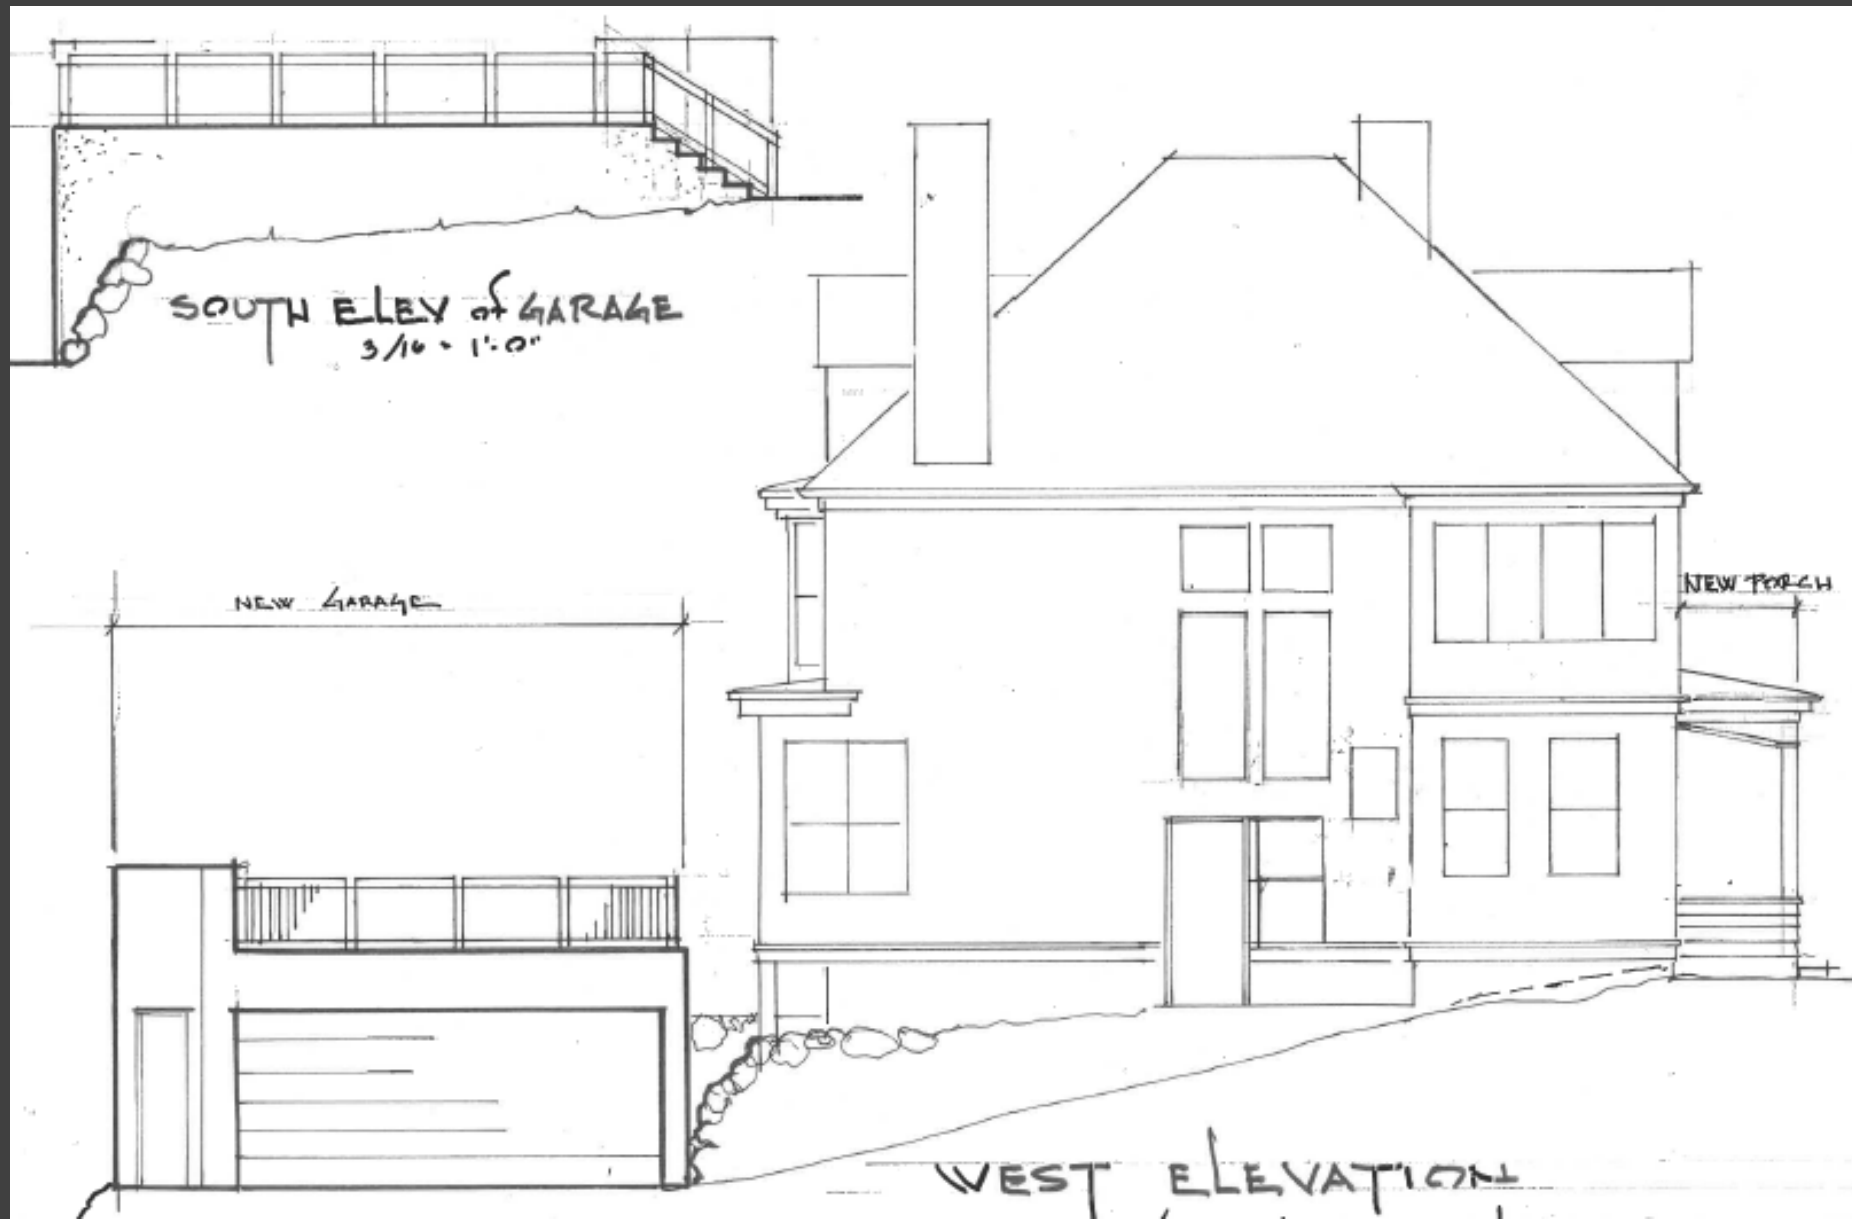 SOUTH ELEV of GARAGE
3/16 = 1'-0"
NEW GARAGE
NEW PORCH
WEST ELEVATION